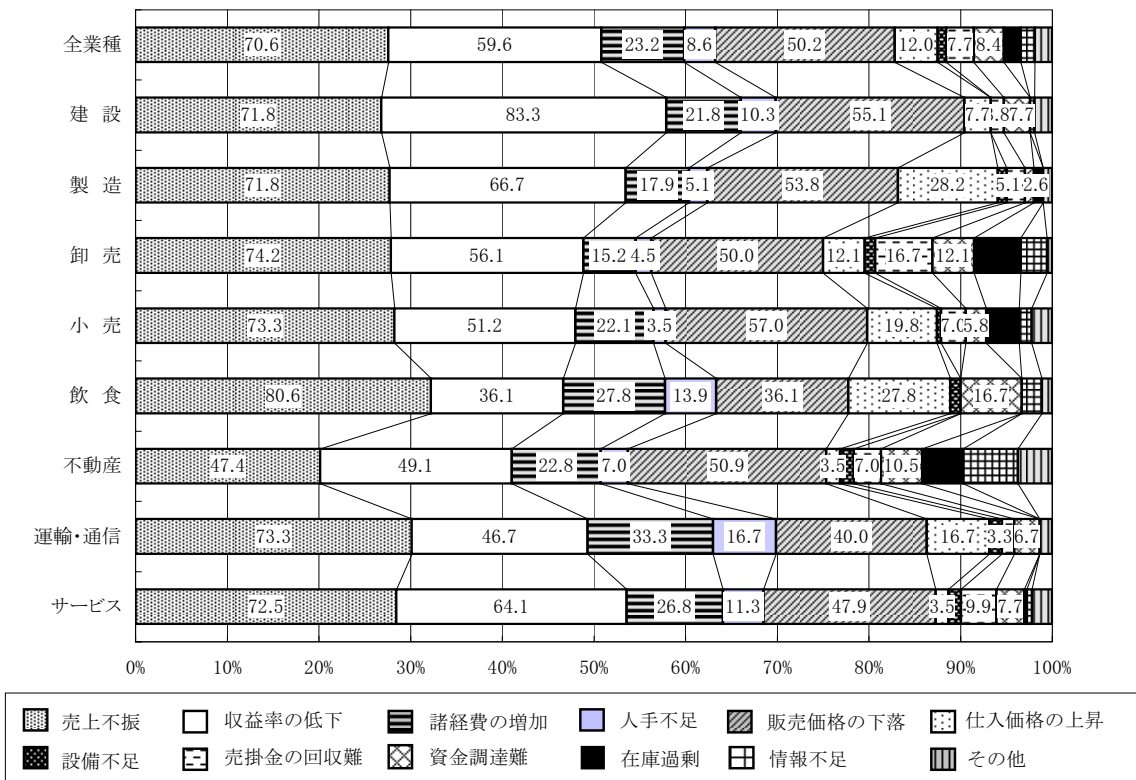 全業種 70.6 59.6 23.2 8.6 50.2 12.0 7.7 8.4
建 設 71.8 83.3 21.8 10.3 55.1 7.7 7.7
製 造 71.8 66.7 17.9 5.1 53.8 28.2 5.1 2.6
卸 売 74.2 56.1 15.2 4.5 50.0 12.1 16.7 12.1
小 売 73.3 51.2 22.1 3.5 57.0 19.8 7.0 5.8
飲 食 80.6 36.1 27.8 13.9 36.1 27.8 16.7
不動産 47.4 49.1 22.8 7.0 50.9 3.5 7.0 10.5
運輸・通信 73.3 46.7 33.3 16.7 40.0 16.7 3.3 6.7
サービス 72.5 64.1 26.8 11.3 47.9 3.5 9.9 7.7
0% 10% 20% 30% 40% 50% 60% 70% 80% 90% 100%
売上不振 収益率の低下 諸経費の増加 人手不足 販売価格の下落 仕入価格の上昇
設備不足 売掛金の回収難 資金調達難 在庫過剰 情報不足 その他